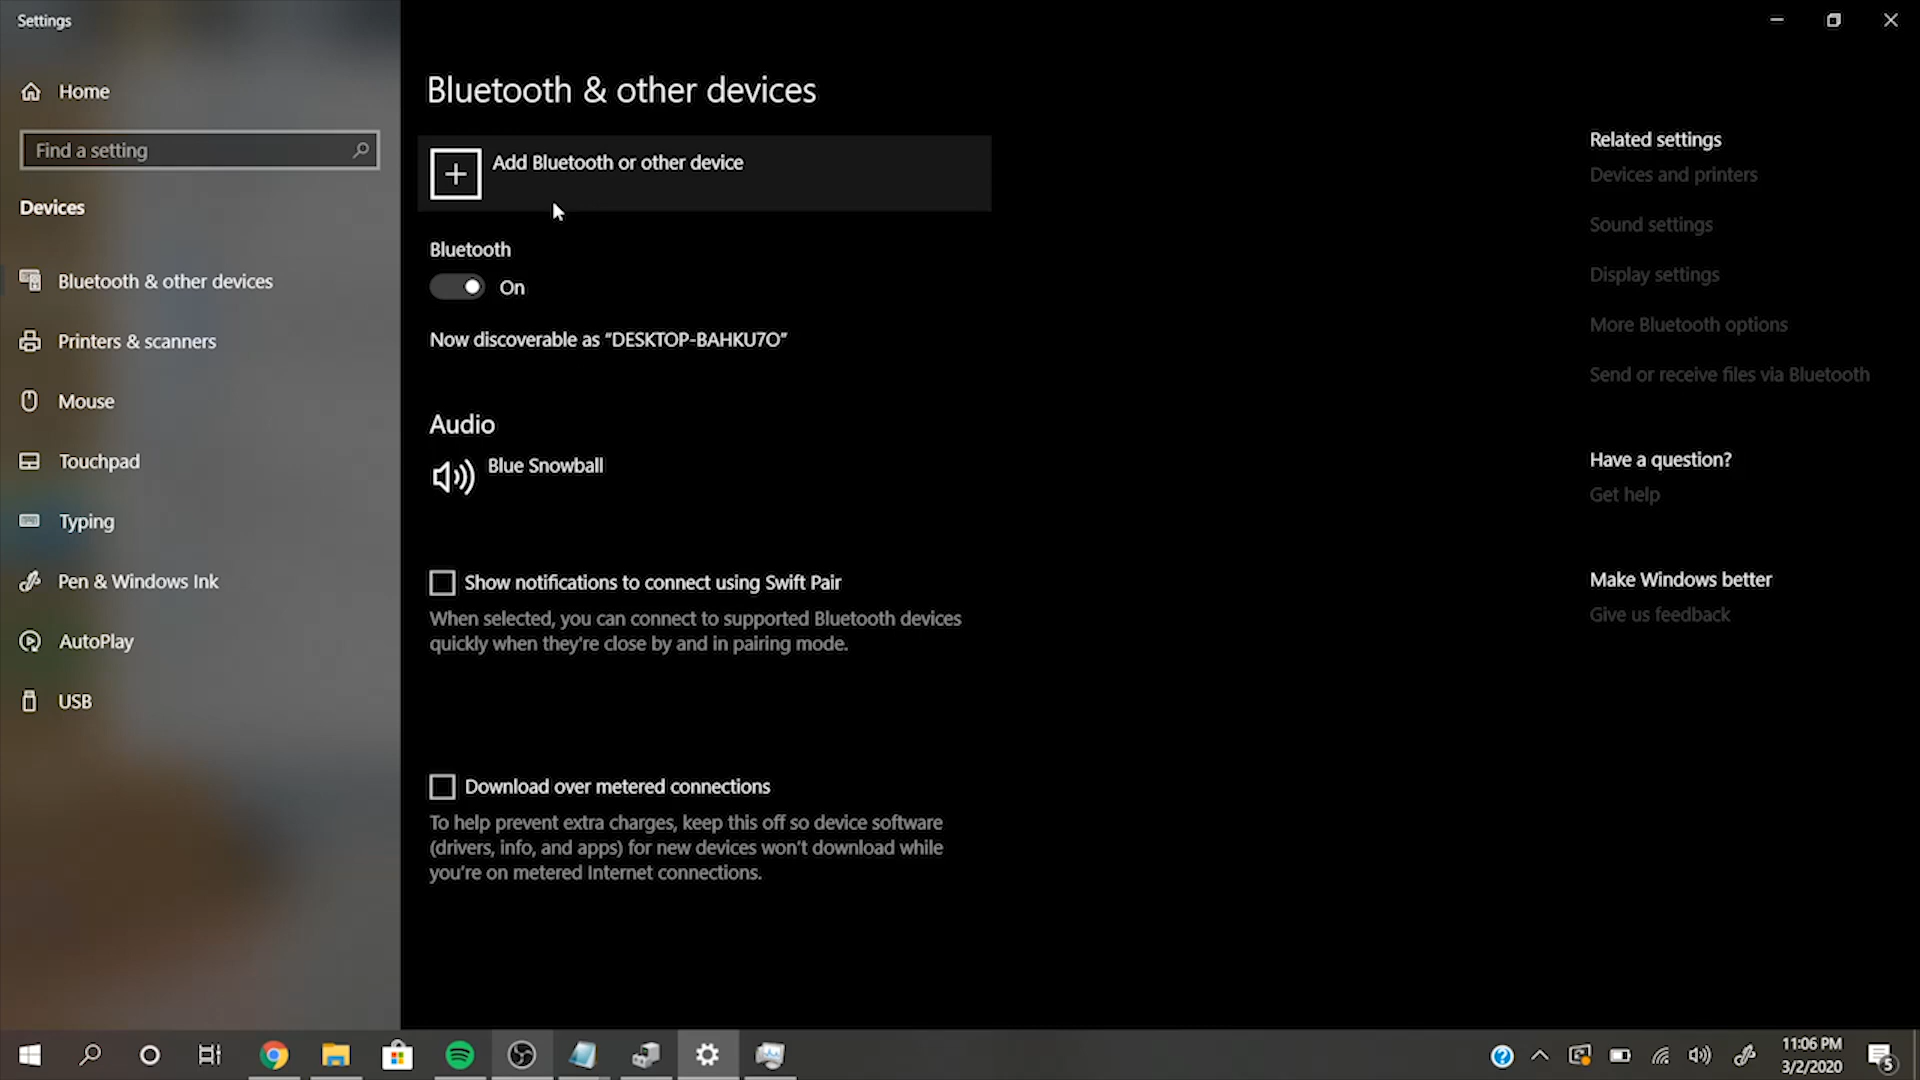 Settings
Home
Find a setting
Devices
Bluetooth & other devices
Printers & scanners
Mouse
Touchpad
Typing
Pen & Windows Ink
AutoPlay
USB
Bluetooth & other devices
Add Bluetooth or other device
Bluetooth
On
Now discoverable as “DESKTOP-BAHKU7O”
Audio
Blue Snowball
Show notifications to connect using Swift Pair
When selected, you can connect to supported Bluetooth devices
quickly when they're close by and in pairing mode.
Download over metered connections
To help prevent extra charges, keep this off so device software
(drivers, info, and apps) for new devices won't download while
you're on metered Internet connections.
Related settings
Devices and printers
Sound settings
Display settings
More Bluetooth options
Send or receive files via Bluetooth
Have a question?
Get help
Make Windows better
Give us feedback
11:06 PM
3/2/2020
5